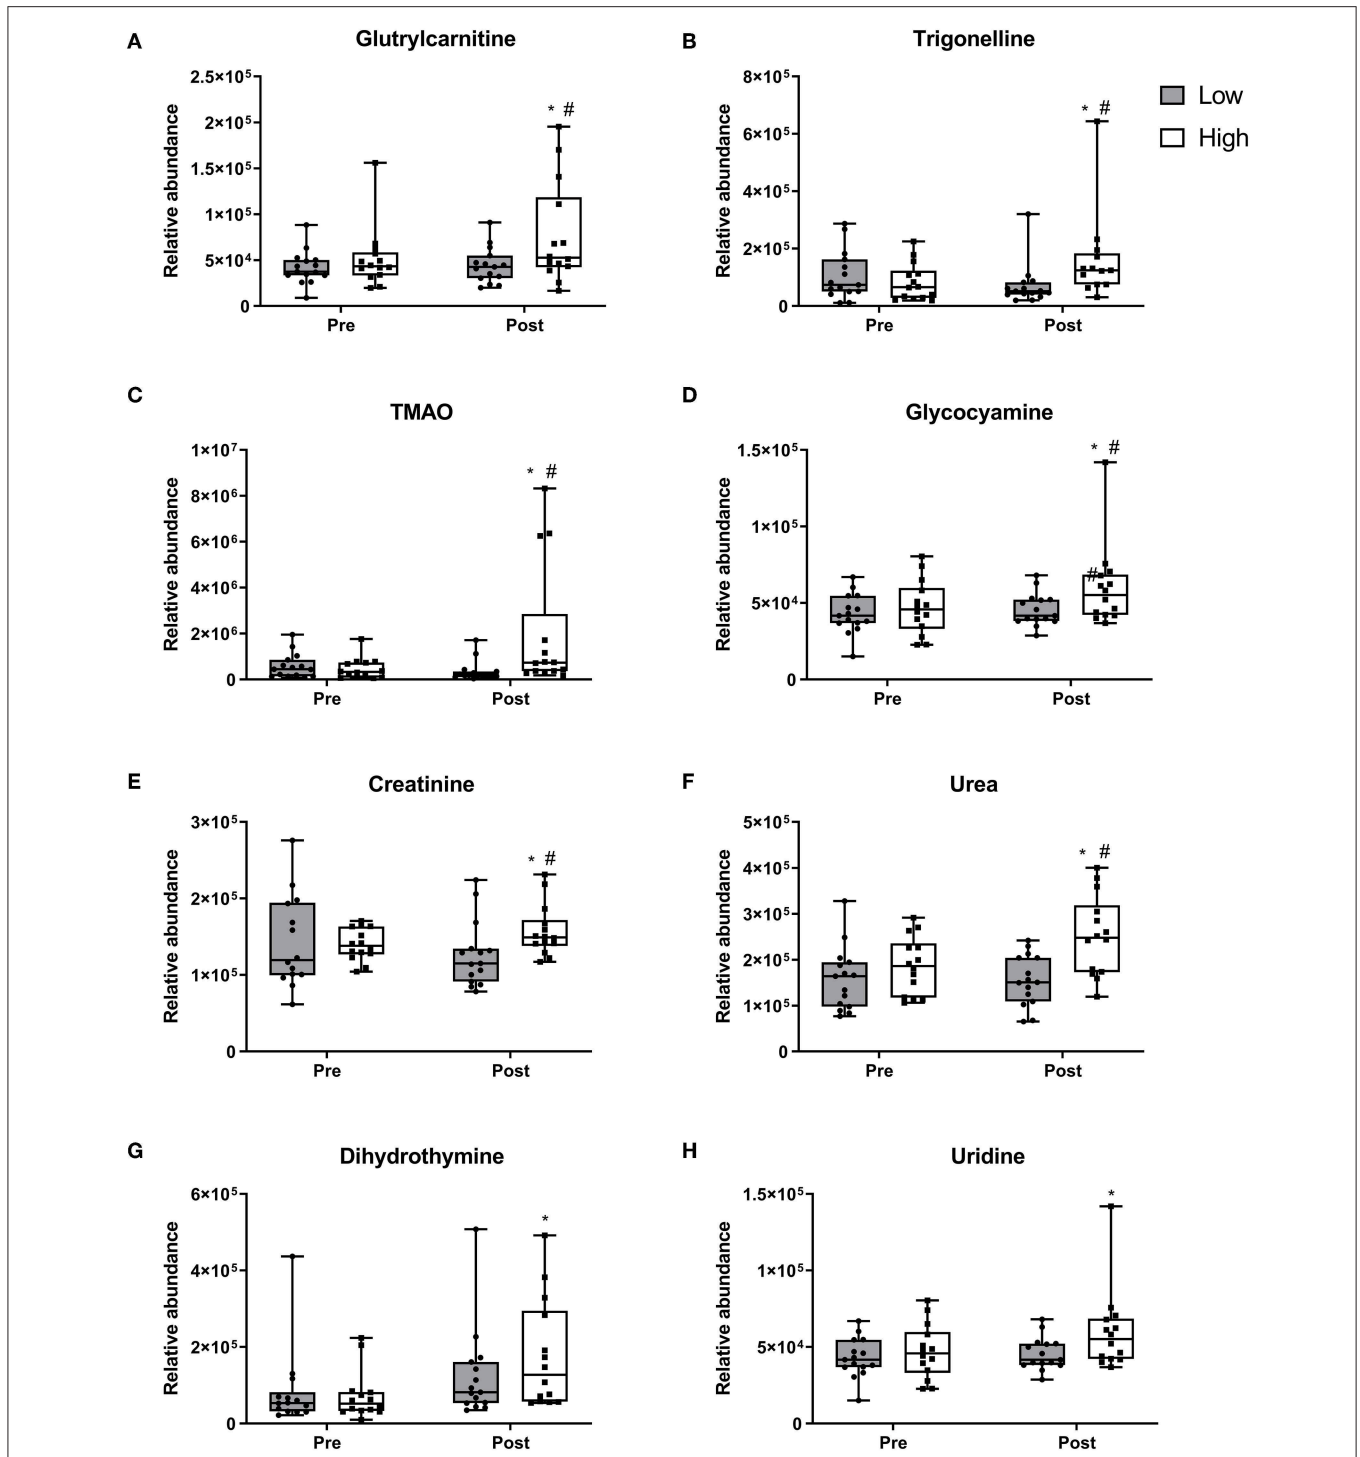 A
Glutrylcarnitine
Relative abundance
2.5×10⁵
2×10⁵
1.5×10⁵
1×10⁵
5×10⁴
0
* #
Pre
Post
B
Trigonelline
Relative abundance
8×10⁵
6×10⁵
4×10⁵
2×10⁵
0
* #
Pre
Post
Low
High
C
TMAO
Relative abundance
1×10⁷
8×10⁶
6×10⁶
4×10⁶
2×10⁶
0
* #
Pre
Post
D
Glycocyamine
Relative abundance
1.5×10⁵
1×10⁵
5×10⁴
0
* #
#
Pre
Post
E
Creatinine
Relative abundance
3×10⁵
2×10⁵
1×10⁵
0
* #
Pre
Post
F
Urea
Relative abundance
5×10⁵
4×10⁵
3×10⁵
2×10⁵
1×10⁵
0
* #
Pre
Post
G
Dihydrothymine
Relative abundance
6×10⁵
4×10⁵
2×10⁵
0
*
Pre
Post
H
Uridine
Relative abundance
1.5×10⁵
1×10⁵
5×10⁴
0
*
Pre
Post